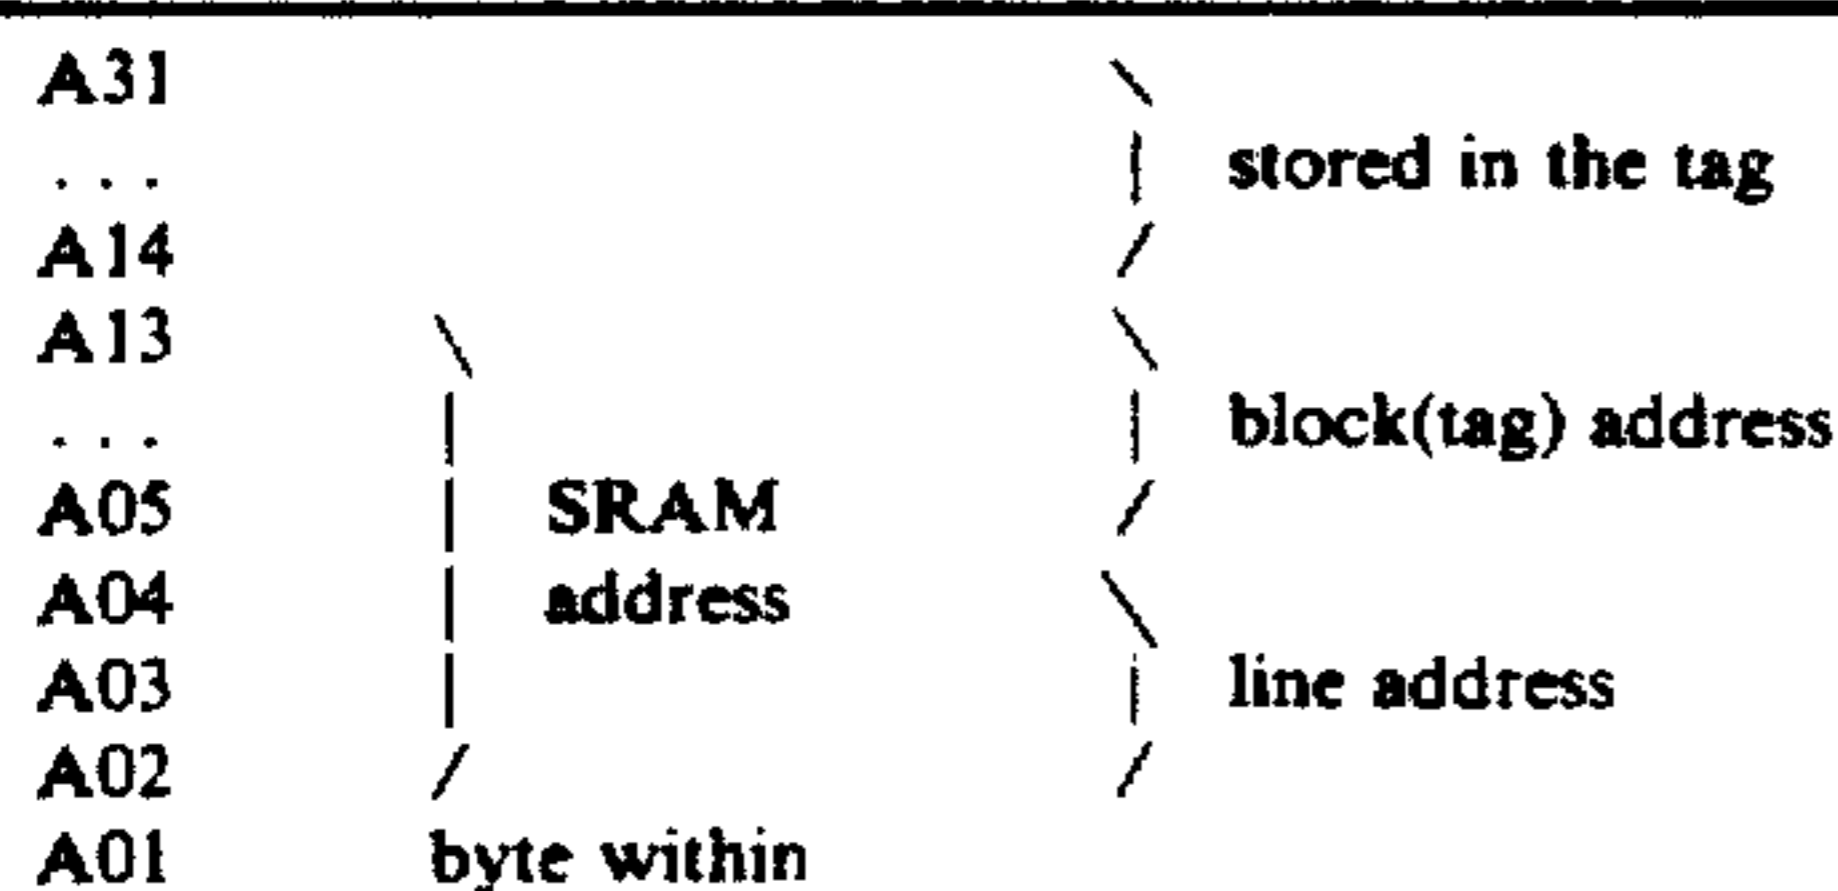 A31 \
. . . | stored in the tag
A14 /
A13 \ \
. . . | | block(tag) address
A05 | SRAM /
A04 | address \
A03 | | line address
A02 / /
A01 byte within